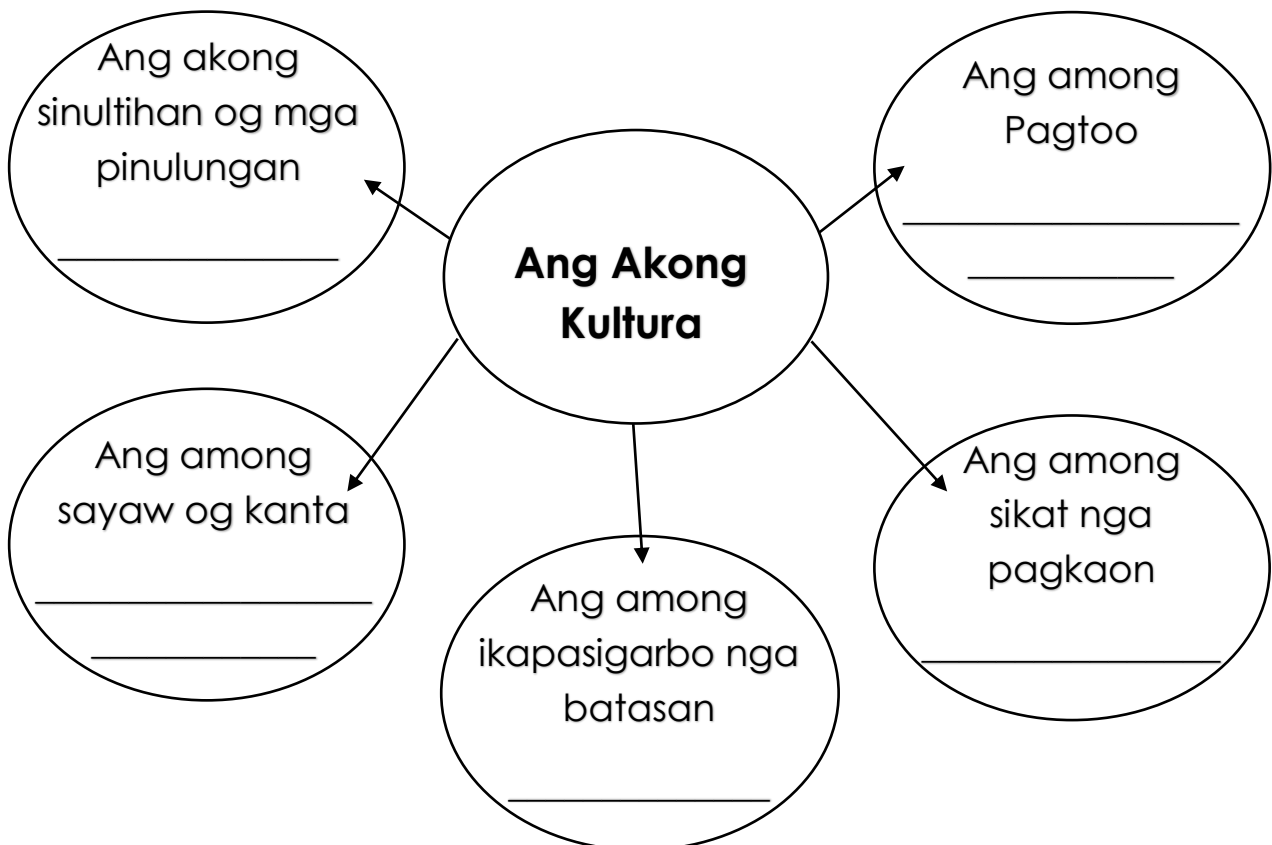 Ang akong
sinultihan og mga
pinulungan
Ang among
Pagtoo
Ang Akong
Kultura
Ang among
sayaw og kanta
Ang among
sikat nga
pagkaon
Ang among
ikapasigarbo nga
batasan